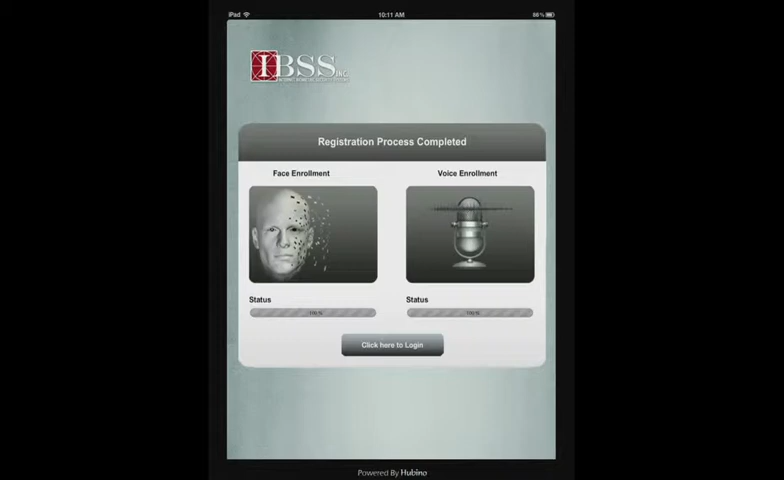 iPad
10:11 AM
86%
IBSS INC.
Registration Process Completed
Face Enrollment
Voice Enrollment
Status
100 %
Status
100 %
Click here to Login
Powered By Hubino